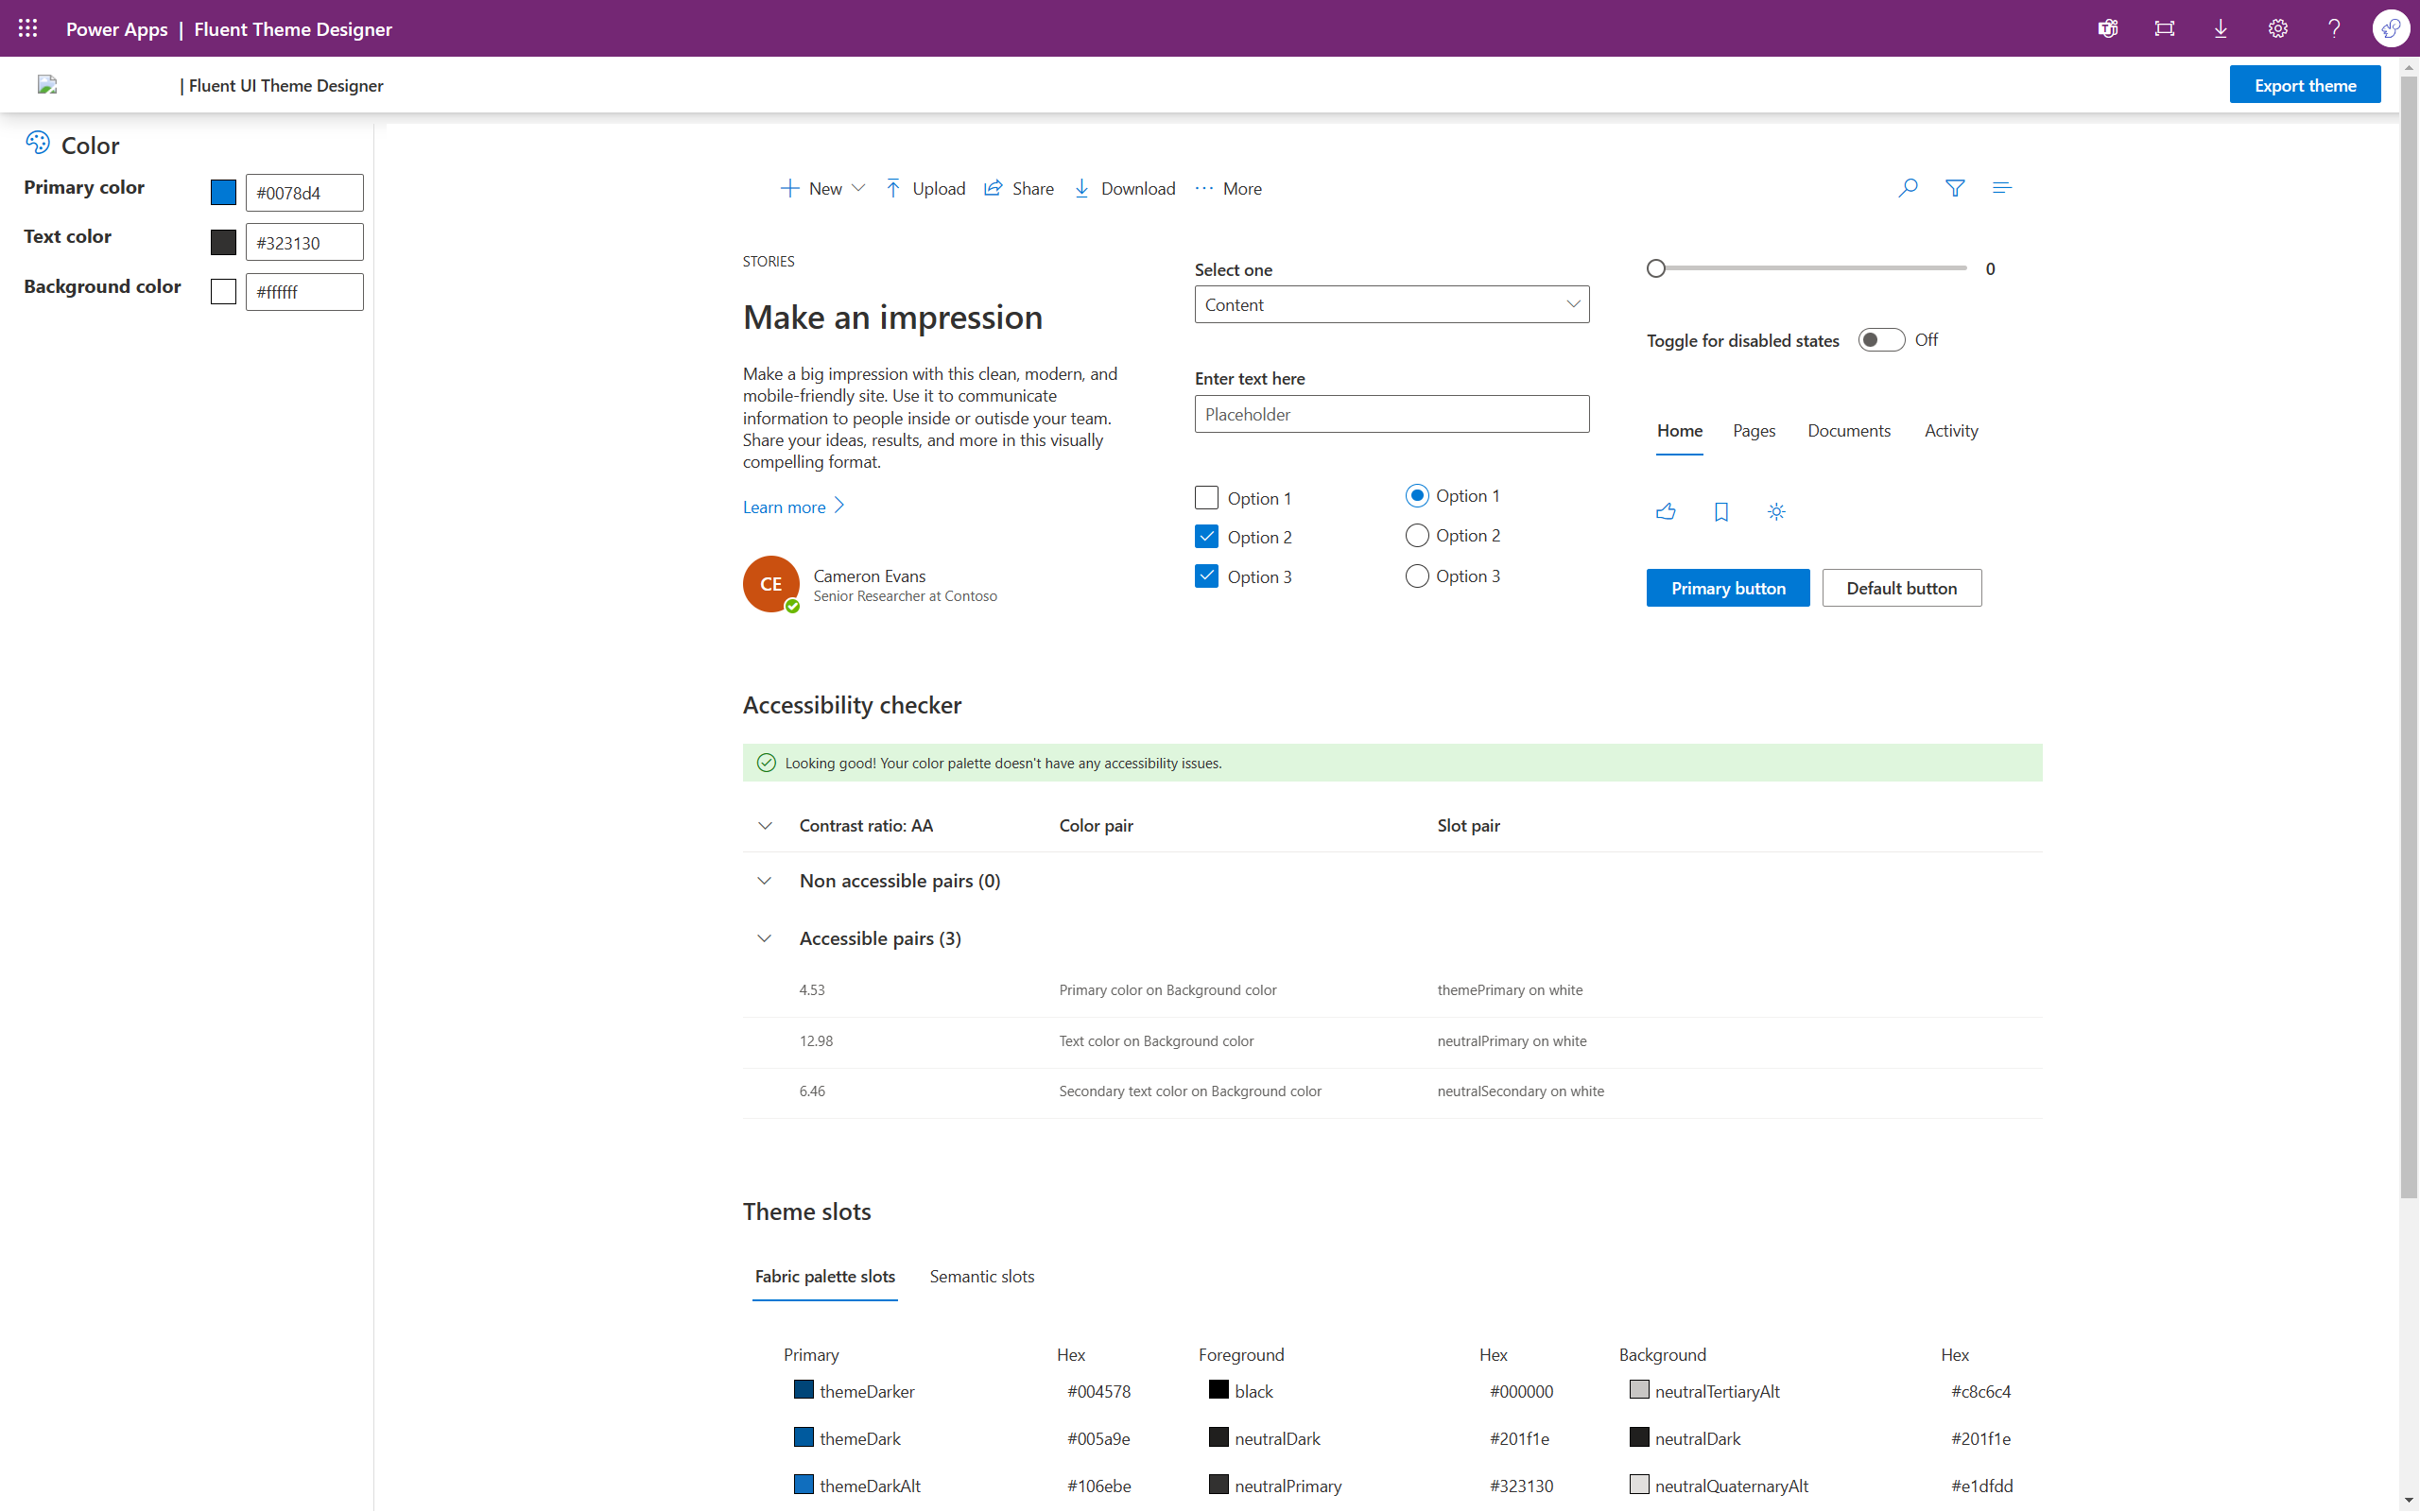 Power Apps | Fluent Theme Designer
| Fluent UI Theme Designer
Export theme
Color
Primary color #0078d4
Text color #323130
Background color #ffffff
New Upload Share Download ··· More
STORIES
Make an impression
Make a big impression with this clean, modern, and
mobile-friendly site. Use it to communicate
information to people inside or outisde your team.
Share your ideas, results, and more in this visually
compelling format.
Learn more
CE
Cameron Evans
Senior Researcher at Contoso
Select one
Content
Enter text here
Placeholder
Option 1
Option 2
Option 3
Option 1
Option 2
Option 3
0
Toggle for disabled states Off
Home Pages Documents Activity
Primary button Default button
Accessibility checker
Looking good! Your color palette doesn't have any accessibility issues.
Contrast ratio: AA Color pair Slot pair
Non accessible pairs (0)
Accessible pairs (3)
4.53 Primary color on Background color themePrimary on white
12.98 Text color on Background color neutralPrimary on white
6.46 Secondary text color on Background color neutralSecondary on white
Theme slots
Fabric palette slots Semantic slots
Primary Hex Foreground Hex Background Hex
themeDarker #004578 black #000000 neutralTertiaryAlt #c8c6c4
themeDark #005a9e neutralDark #201f1e neutralDark #201f1e
themeDarkAlt #106ebe neutralPrimary #323130 neutralQuaternaryAlt #e1dfdd